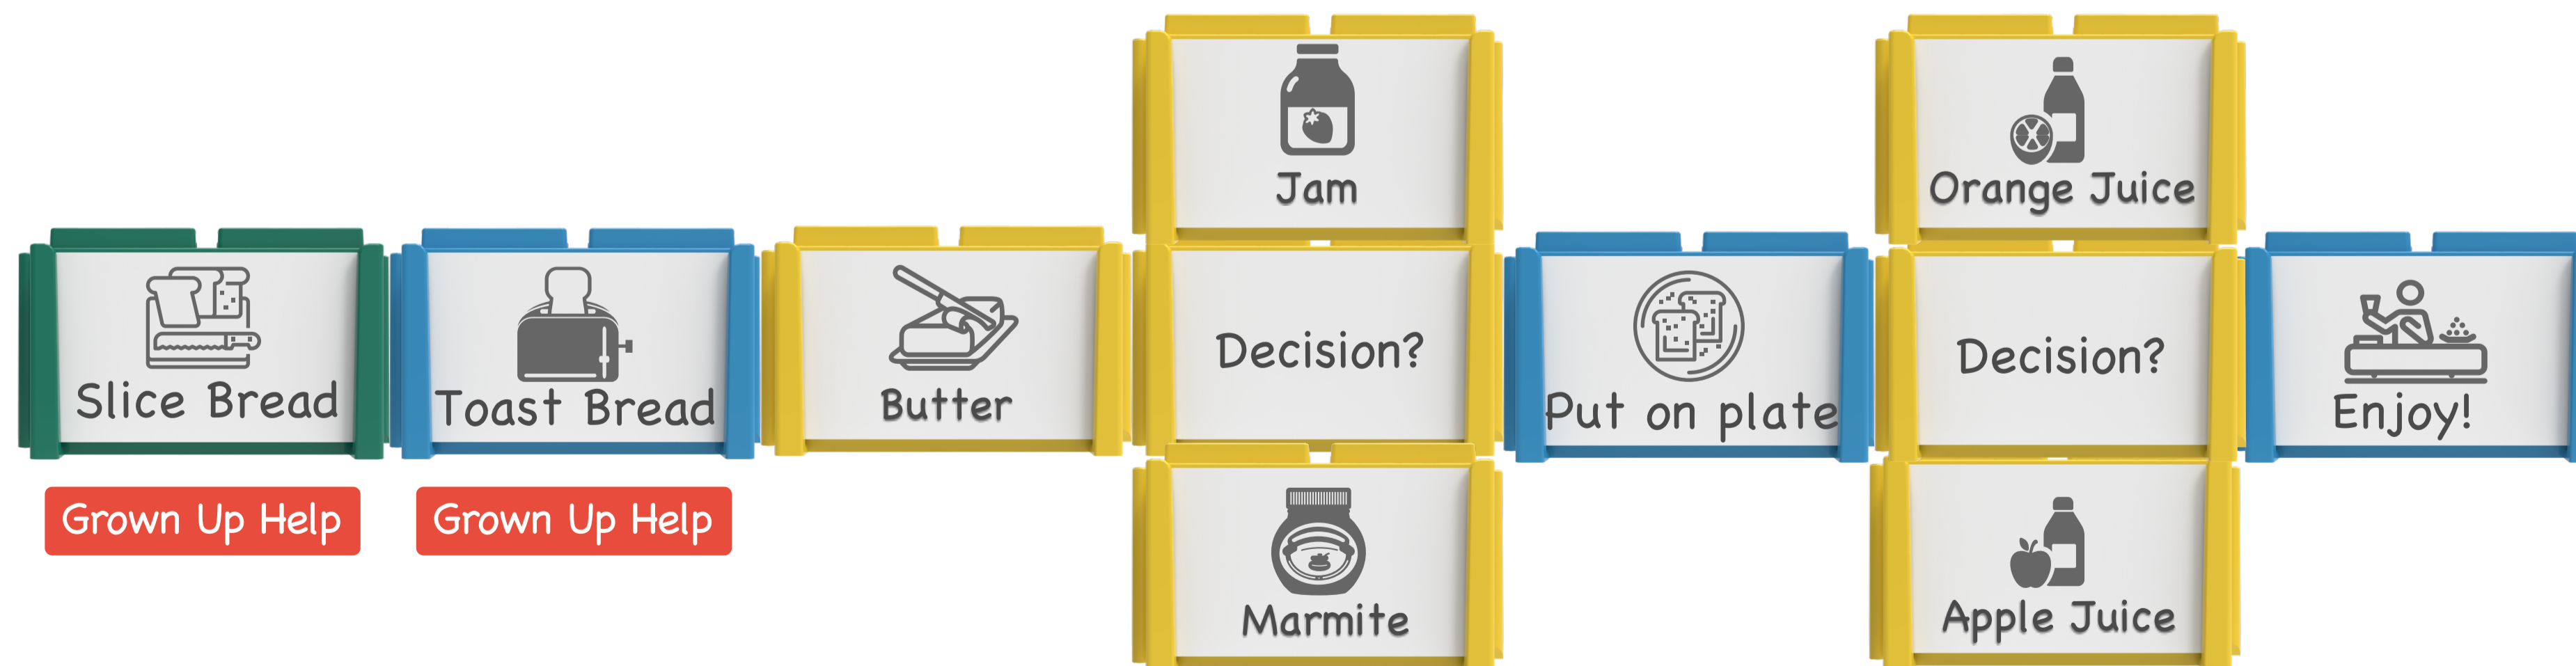 Slice Bread
Grown Up Help
Toast Bread
Grown Up Help
Butter
Jam
Decision?
Marmite
Put on plate
Orange Juice
Decision?
Apple Juice
Enjoy!